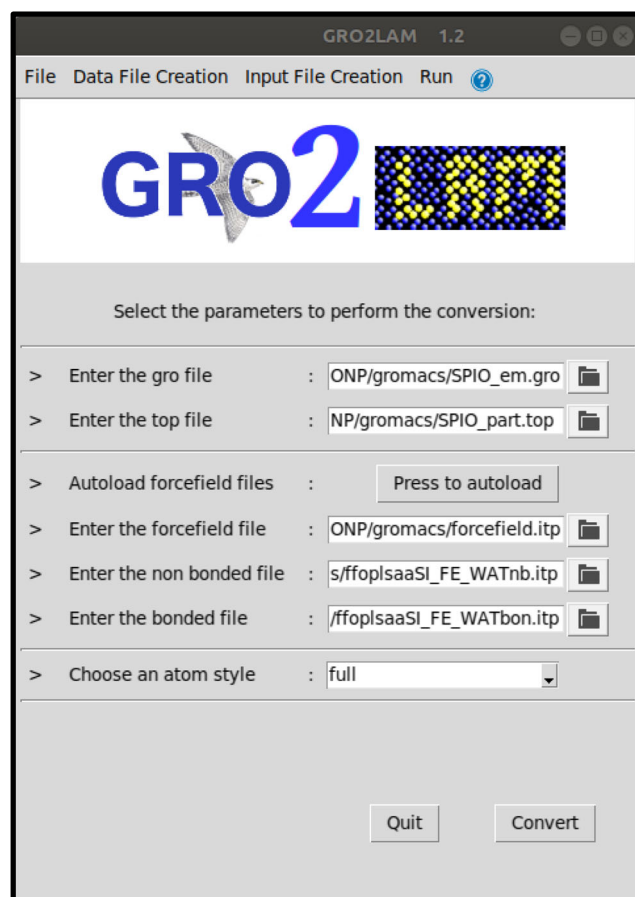 GRO2LAM 1.2
File Data File Creation Input File Creation Run ?
GRO2 LAM
Select the parameters to perform the conversion:
> Enter the gro file : ONP/gromacs/SPIO_em.gro
> Enter the top file : NP/gromacs/SPIO_part.top
> Autoload forcefield files : Press to autoload
> Enter the forcefield file : ONP/gromacs/forcefield.itp
> Enter the non bonded file : s/ffoplsaaSI_FE_WATnb.itp
> Enter the bonded file : /ffoplsaaSI_FE_WATbon.itp
> Choose an atom style : full
Quit Convert